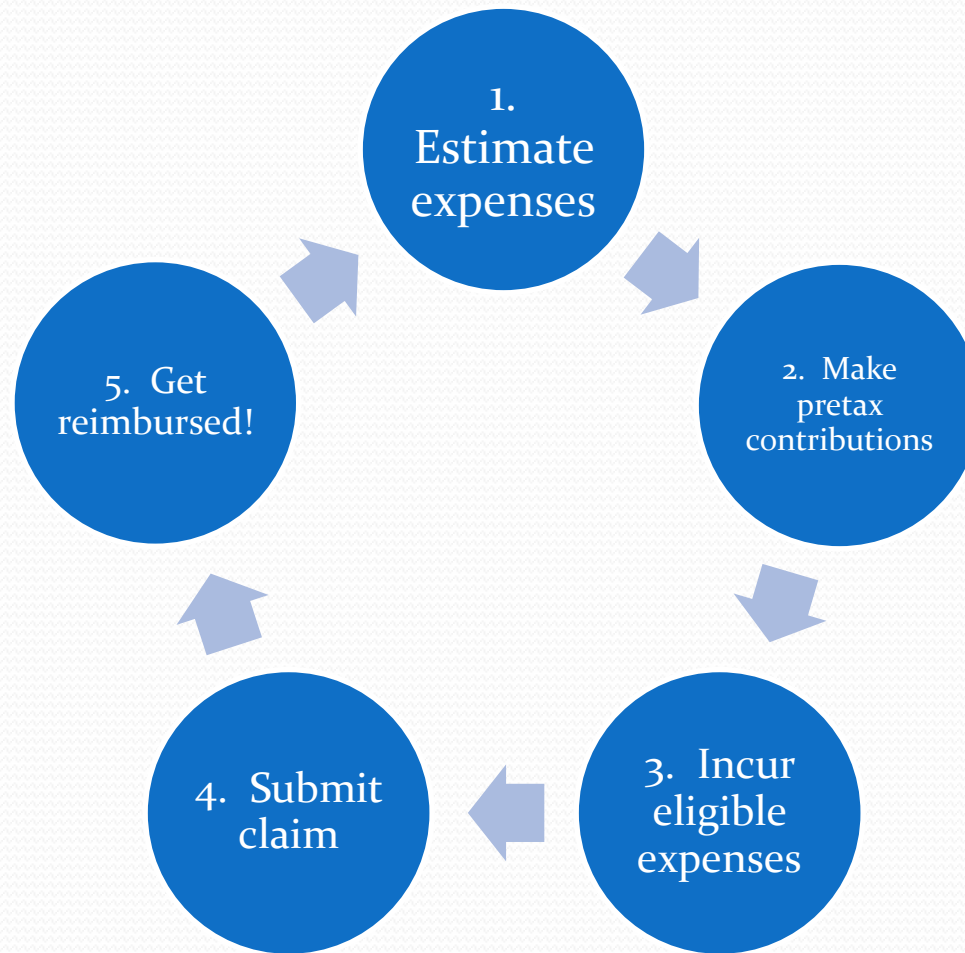 1.
Estimate
expenses
2. Make
pretax
contributions
3. Incur
eligible
expenses
4. Submit
claim
5. Get
reimbursed!